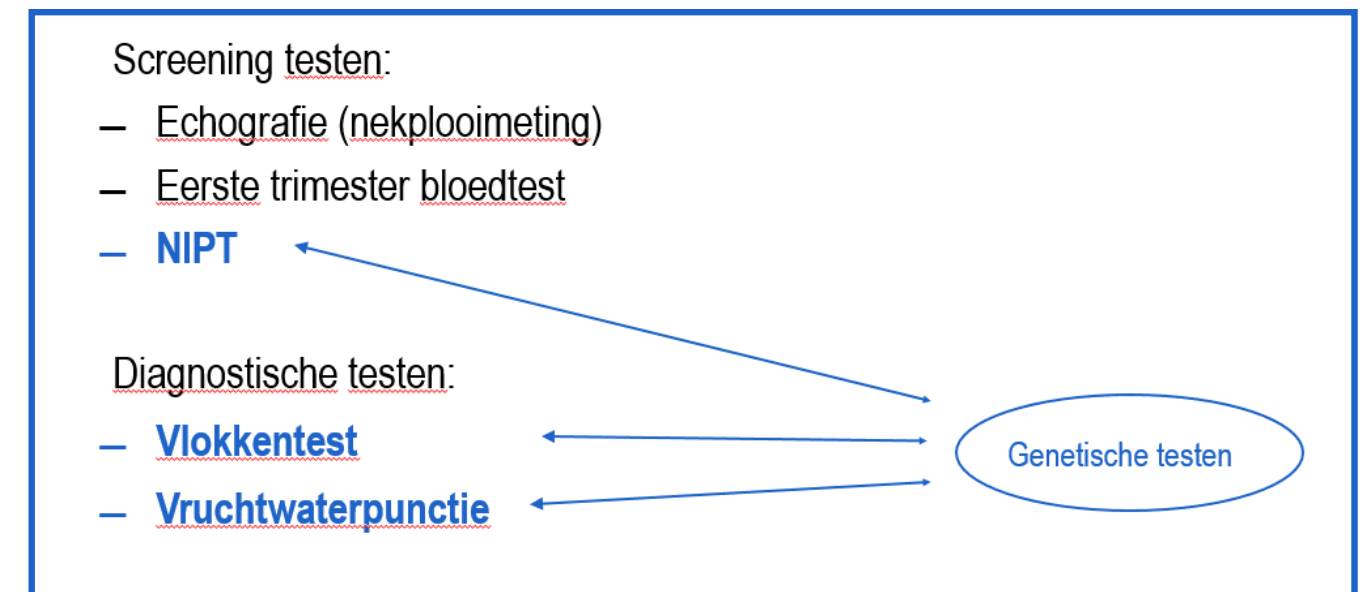 Screening testen:
– Echografie (nekplooimeting)
– Eerste trimester bloedtest
– NIPT
Diagnostische testen:
– Vlokkentest
Genetische testen
– Vruchtwaterpunctie